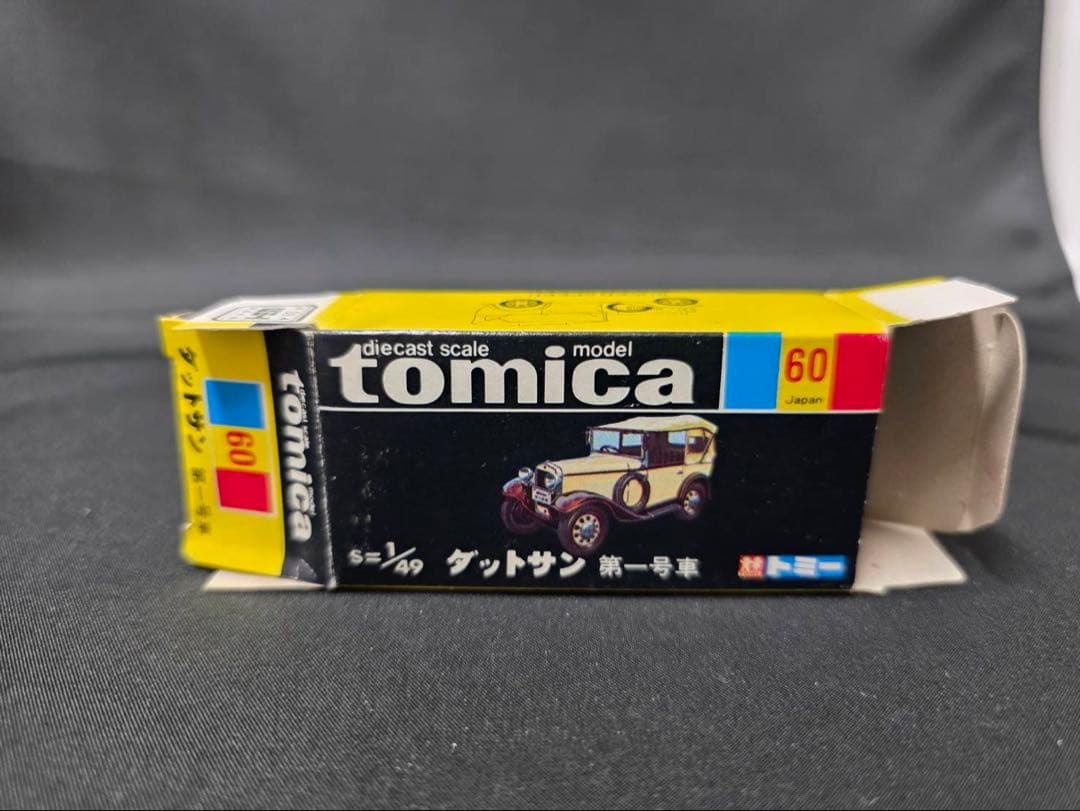 diecast scale model
tomica
60
Japan
S=1/49 ダットサン 第一号車
トミー
ダットサン 第一号車
60
tomica